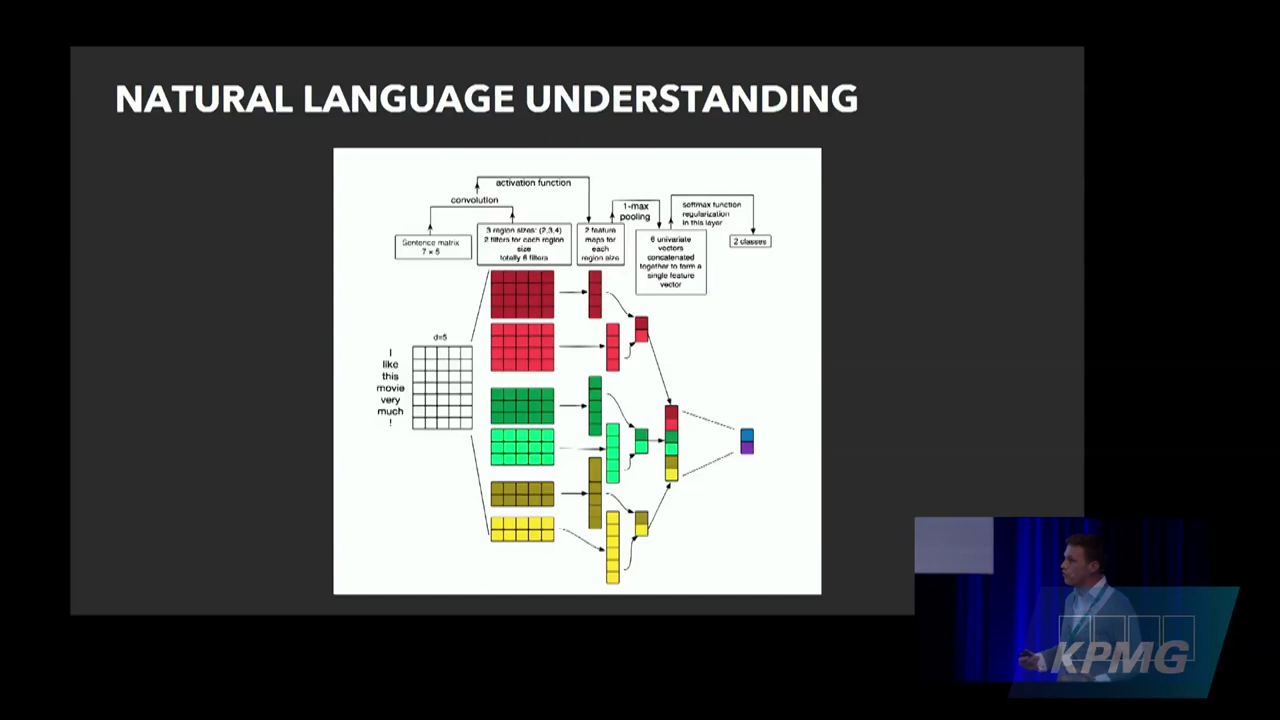 NATURAL LANGUAGE UNDERSTANDING
activation function
convolution
1-max
pooling
softmax function
regularization
in this layer
Sentence matrix
7 × 5
3 region sizes: (2,3,4)
2 filters for each region
size
totally 6 filters
2 feature
maps for
each
region size
6 univariate
vectors
concatenated
together to form a
single feature
vector
2 classes
d=5
I
like
this
movie
very
much
!
KPMG